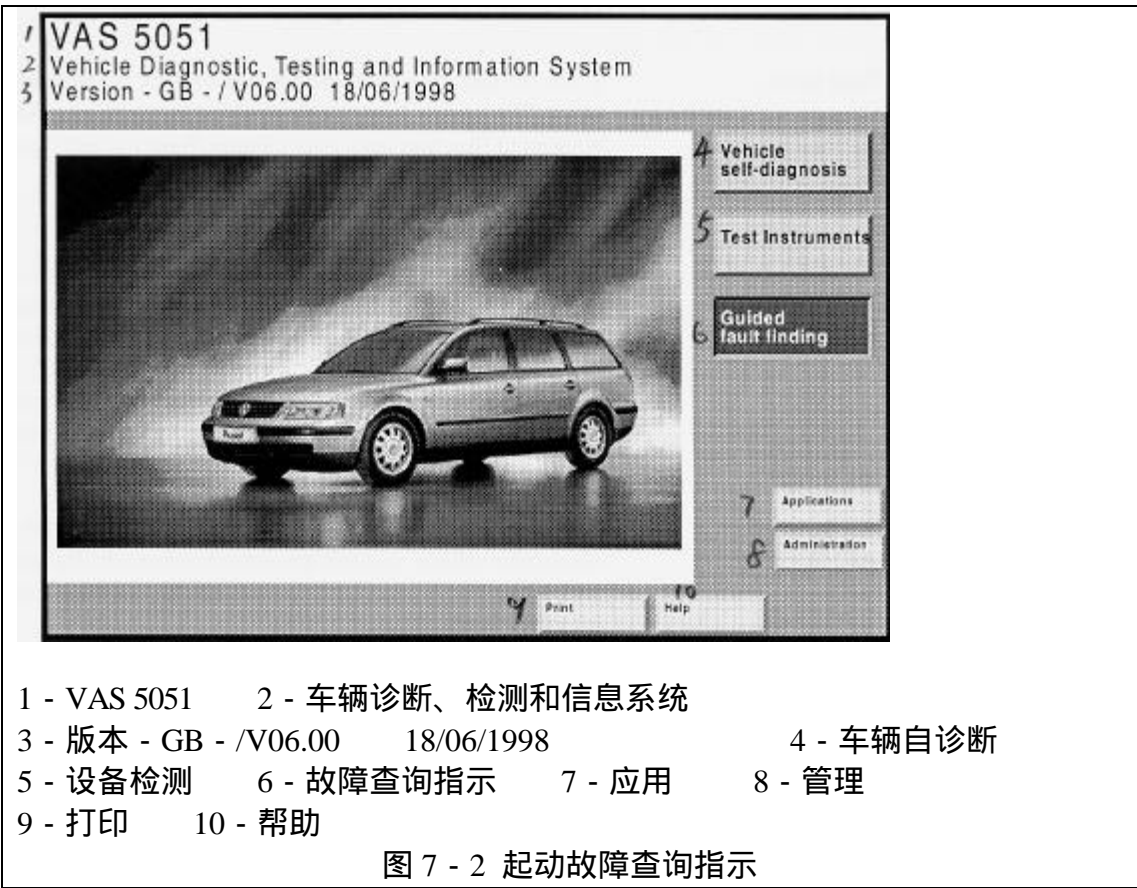 1 VAS 5051
2 Vehicle Diagnostic, Testing and Information System
3 Version - GB - / V06.00 18/06/1998
4 Vehicle
self-diagnosis
5 Test Instruments
Guided
6 fault finding
7 Applications
8 Administration
9 Print
10 Help
Passat
1 - VAS 5051 2 - 车辆诊断、检测和信息系统
3 - 版本 - GB - /V06.00 18/06/1998 4 - 车辆自诊断
5 - 设备检测 6 - 故障查询指示 7 - 应用 8 - 管理
9 - 打印 10 - 帮助
图 7 - 2 起动故障查询指示